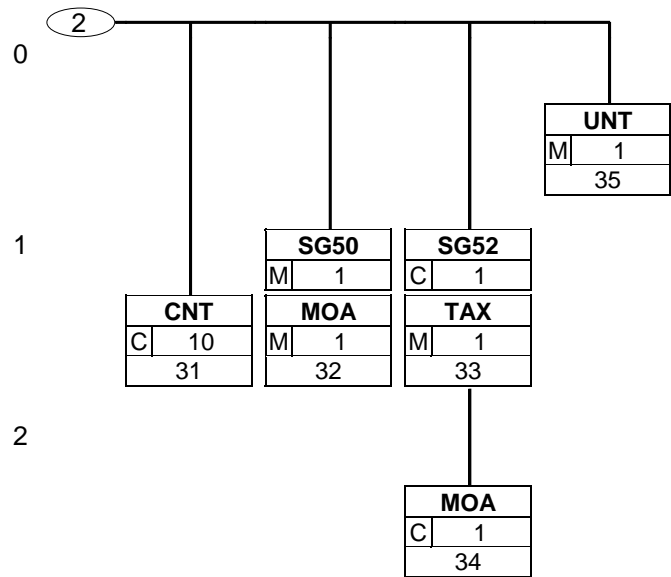 2
0
UNT
M 1
35
1
SG50 SG52
M 1 C 1
CNT MOA TAX
C 10 M 1 M 1
31 32 33
2
MOA
C 1
34